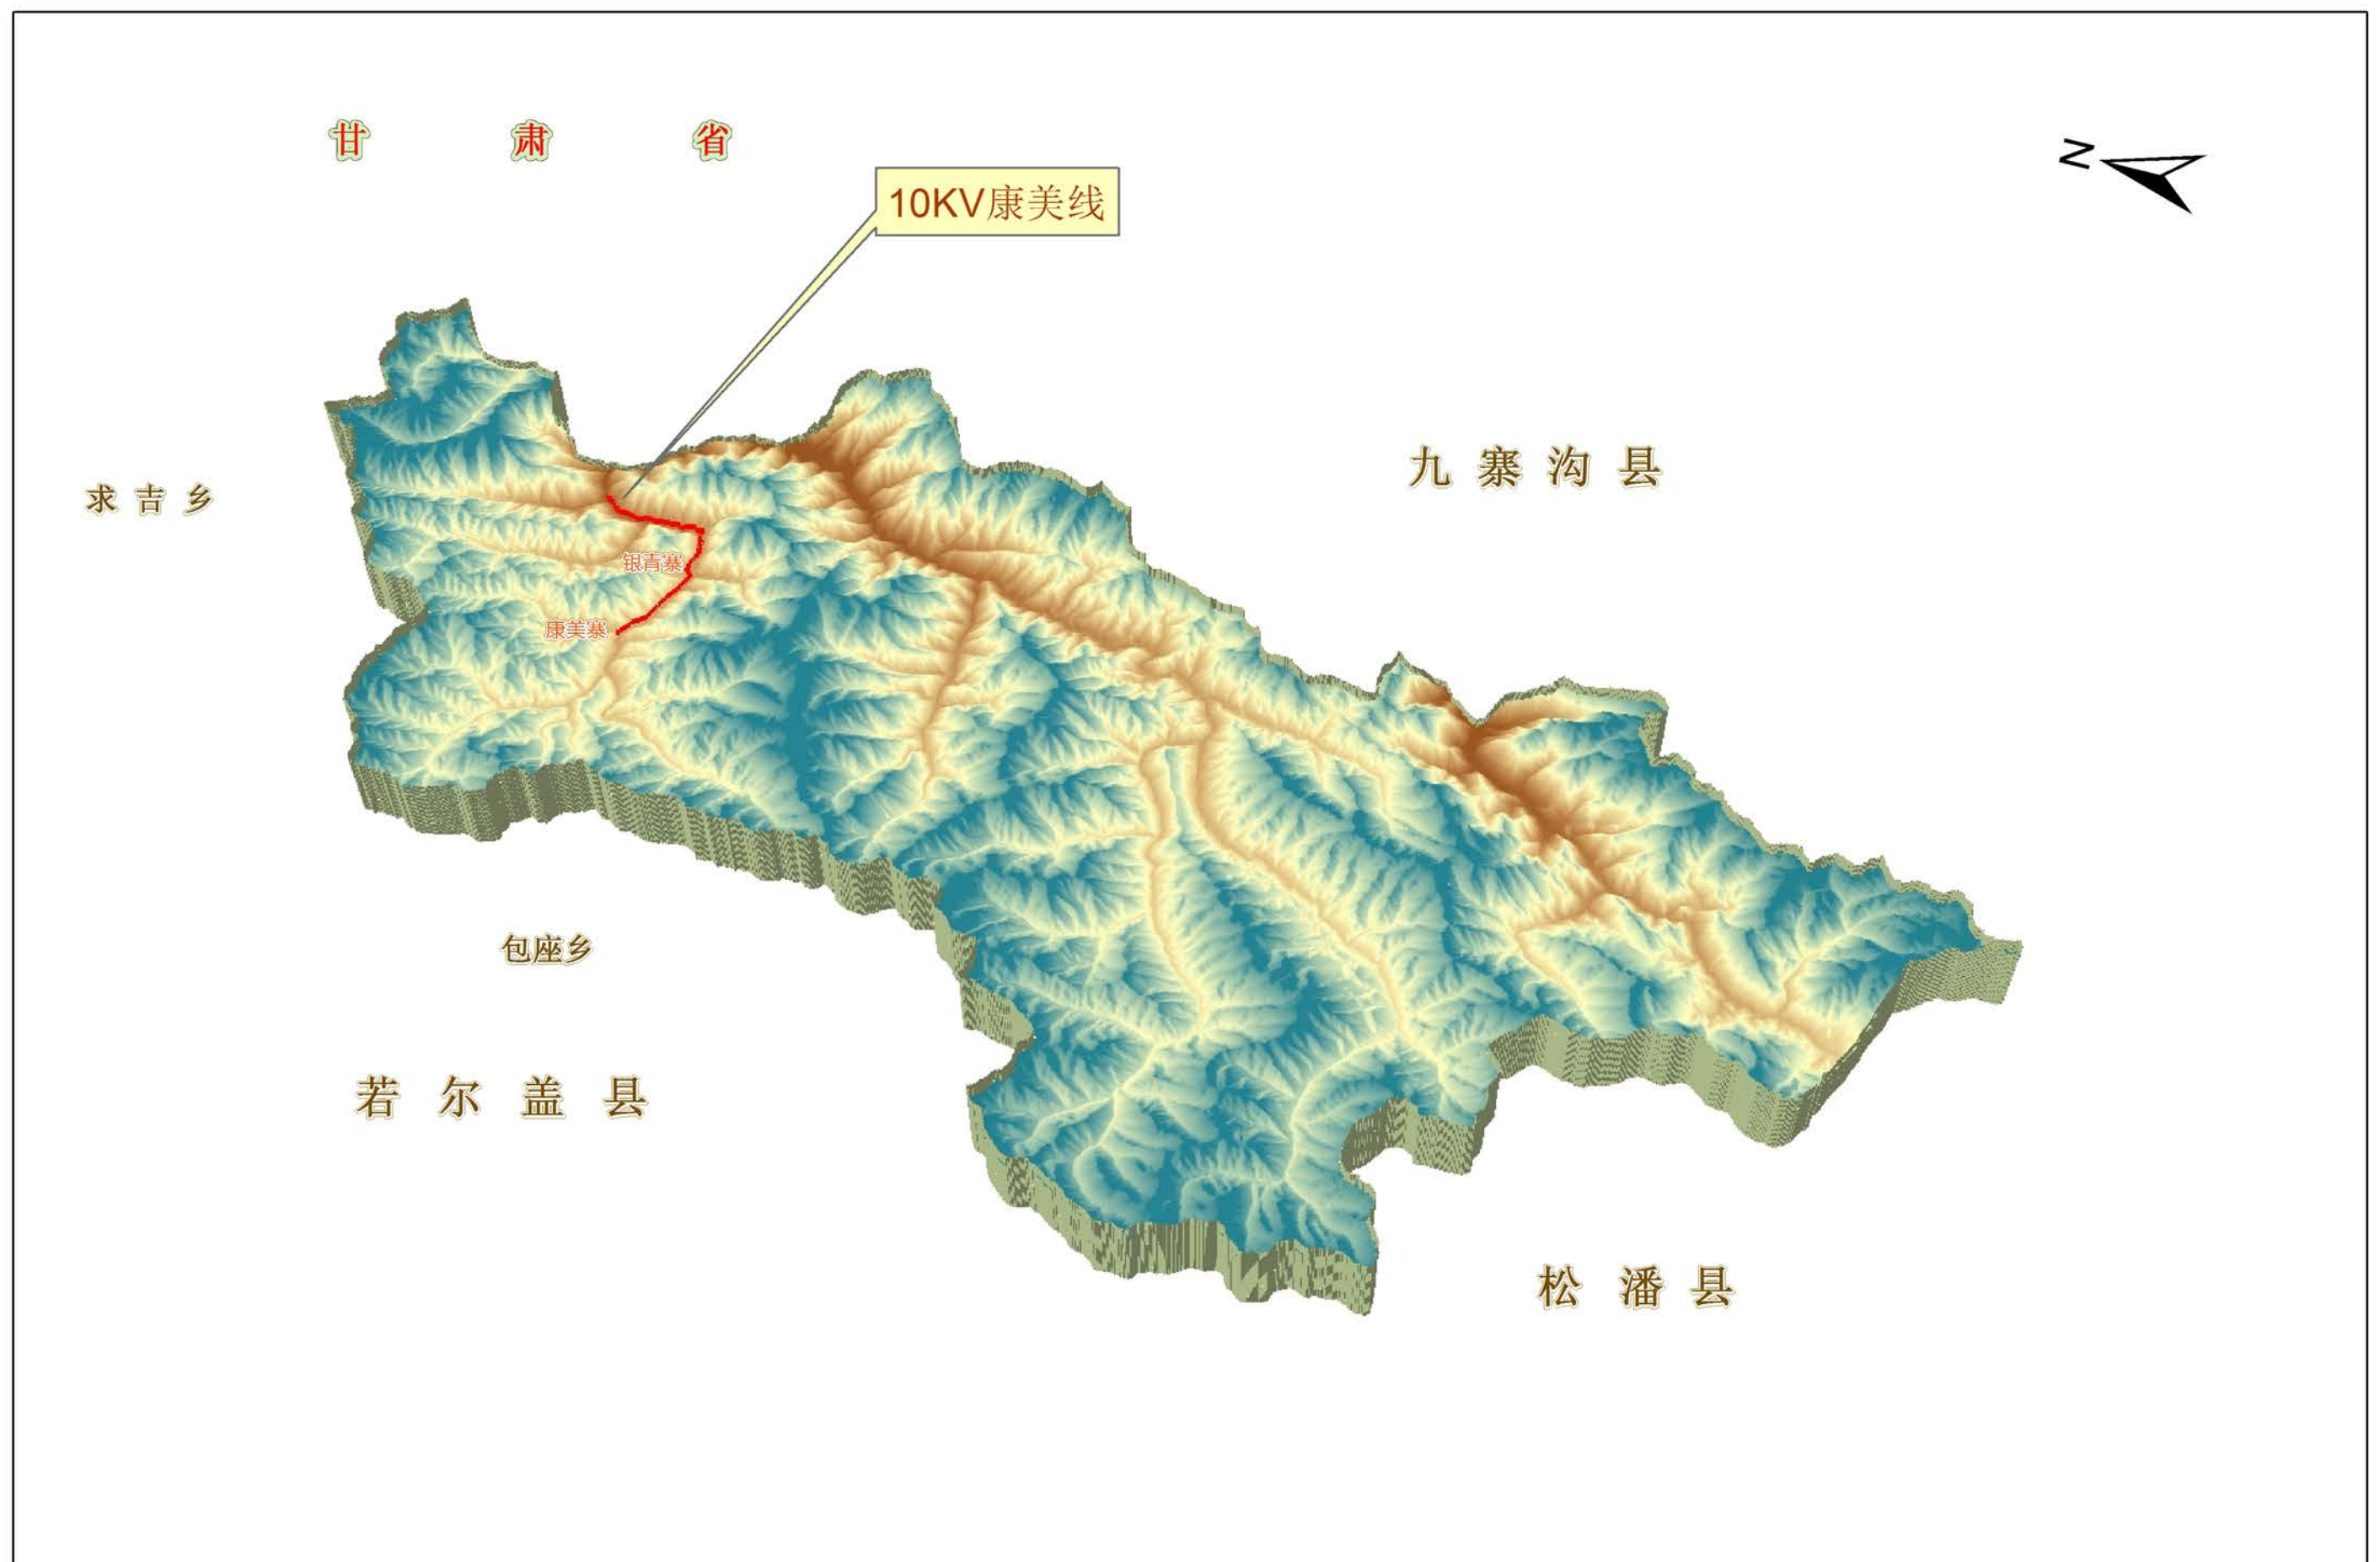 甘肃省
10KV康美线
N
九寨沟县
求吉乡
银青寨
康美寨
包座乡
若尔盖县
松潘县